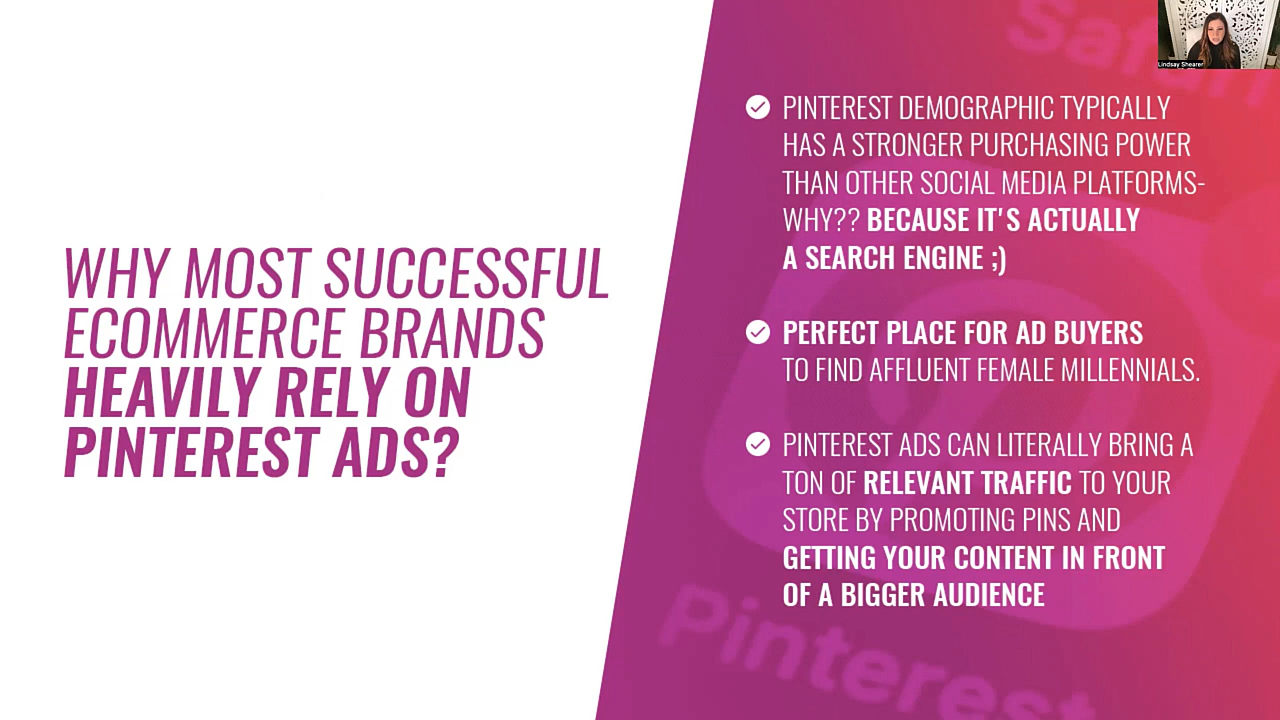 WHY MOST SUCCESSFUL
ECOMMERCE BRANDS
HEAVILY RELY ON
PINTEREST ADS?
PINTEREST DEMOGRAPHIC TYPICALLY
HAS A STRONGER PURCHASING POWER
THAN OTHER SOCIAL MEDIA PLATFORMS-
WHY?? BECAUSE IT'S ACTUALLY
A SEARCH ENGINE ;)
PERFECT PLACE FOR AD BUYERS
TO FIND AFFLUENT FEMALE MILLENNIALS.
PINTEREST ADS CAN LITERALLY BRING A
TON OF RELEVANT TRAFFIC TO YOUR
STORE BY PROMOTING PINS AND
GETTING YOUR CONTENT IN FRONT
OF A BIGGER AUDIENCE
Safari
Lindsay Shearer
Pinterest